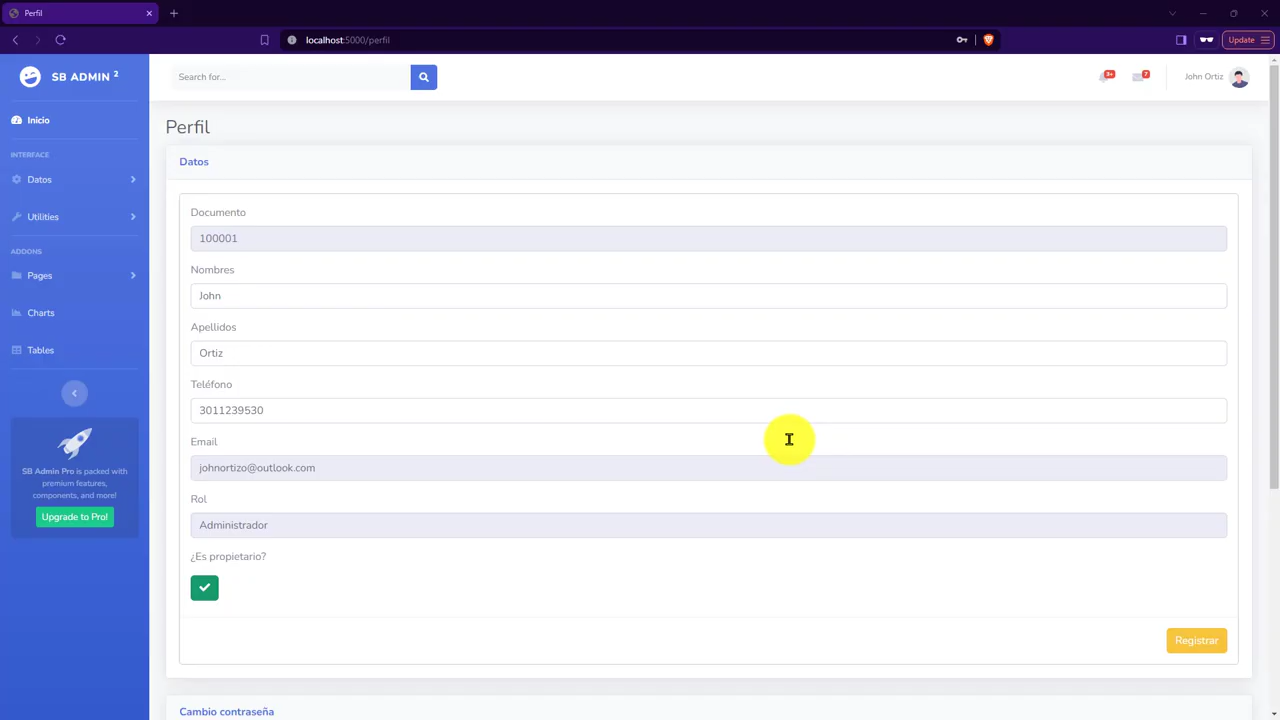 Perfil
localhost:5000/perfil
Update
SB ADMIN 2
Search for...
3+
7
John Ortiz
Inicio
INTERFACE
Datos
Utilities
ADDONS
Pages
Charts
Tables
SB Admin Pro is packed with
premium features,
components, and more!
Upgrade to Pro!
Perfil
Datos
Documento
100001
Nombres
John
Apellidos
Ortiz
Teléfono
3011239530
Email
johnortizo@outlook.com
Rol
Administrador
¿Es propietario?
Registrar
Cambio contraseña